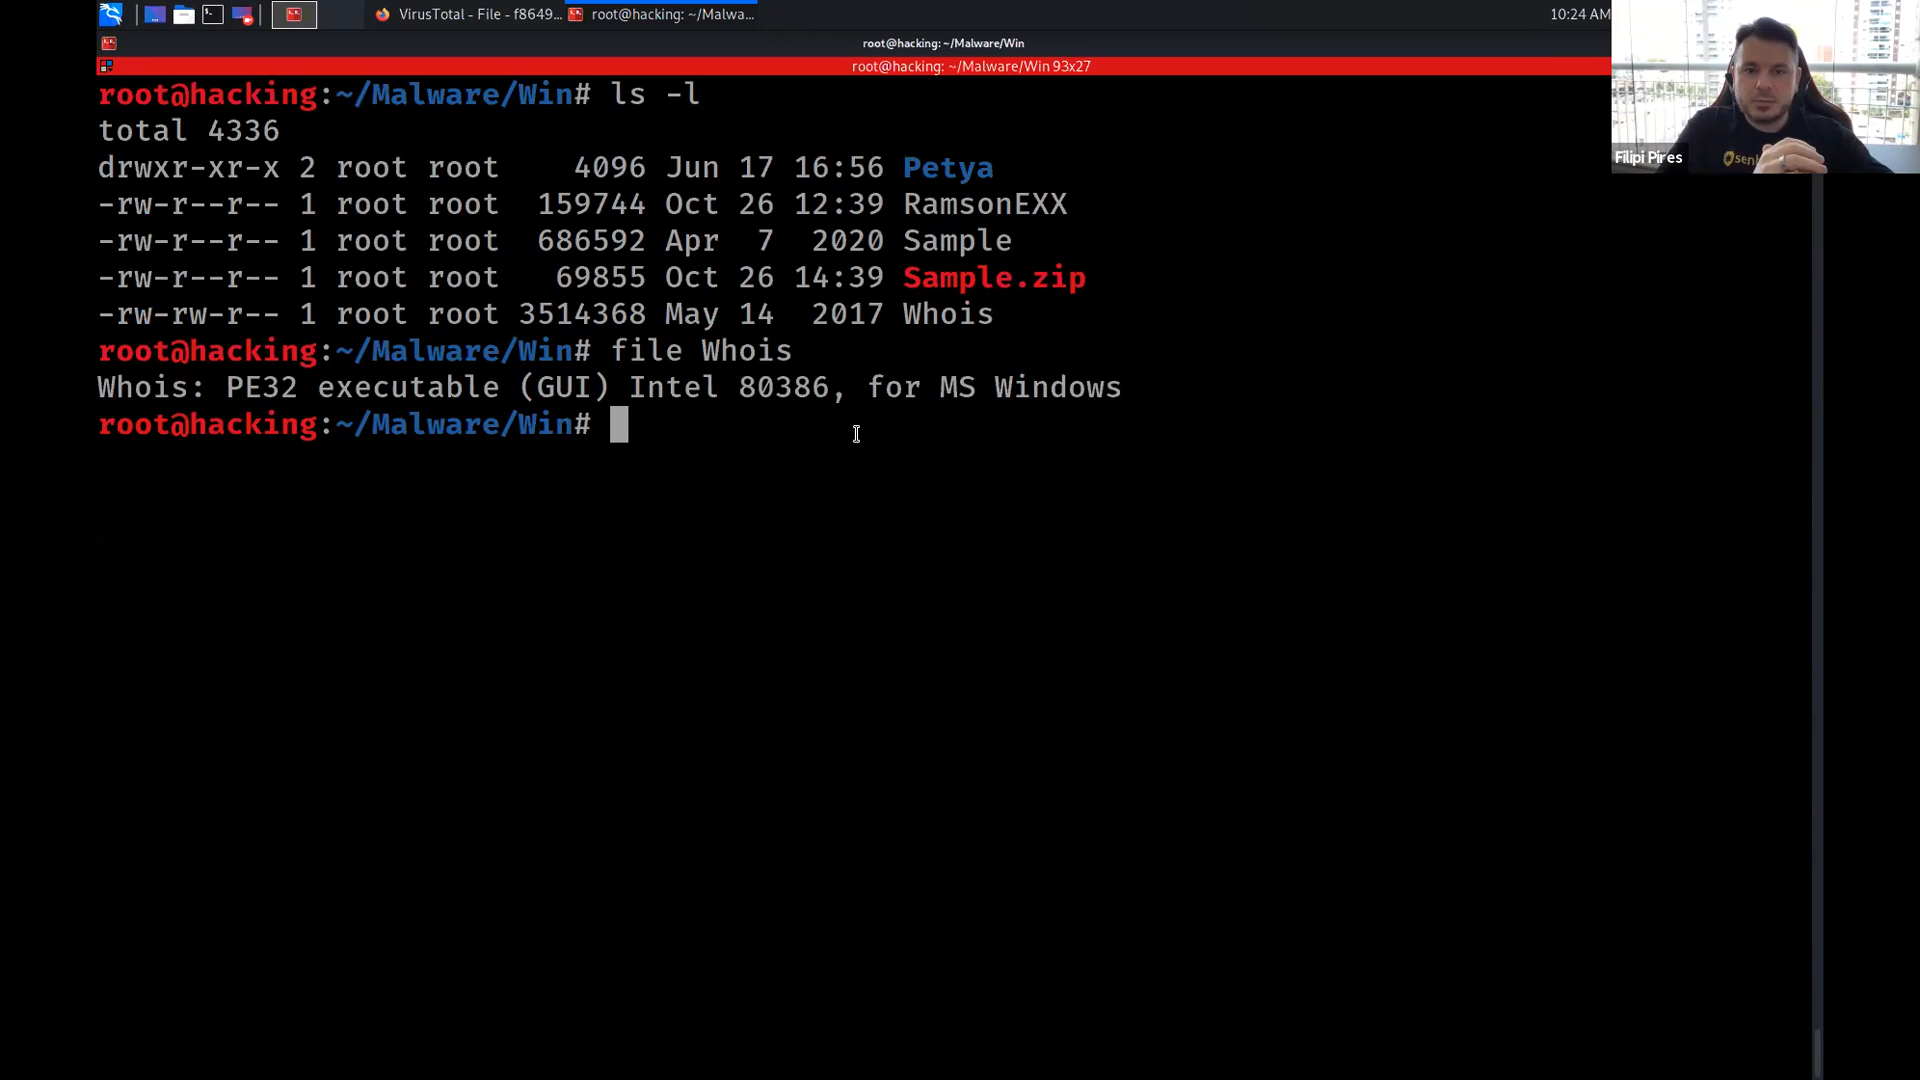 VirusTotal - File - f8649...
root@hacking: ~/Malwa...
10:24 AM
root@hacking: ~/Malware/Win
root@hacking: ~/Malware/Win 93x27
root@hacking:~/Malware/Win# ls -l
total 4336
drwxr-xr-x 2 root root    4096 Jun 17 16:56 Petya
-rw-r--r-- 1 root root  159744 Oct 26 12:39 RamsonEXX
-rw-r--r-- 1 root root  686592 Apr  7  2020 Sample
-rw-r--r-- 1 root root   69855 Oct 26 14:39 Sample.zip
-rw-rw-r-- 1 root root 3514368 May 14  2017 Whois
root@hacking:~/Malware/Win# file Whois
Whois: PE32 executable (GUI) Intel 80386, for MS Windows
root@hacking:~/Malware/Win#
Filipi Pires